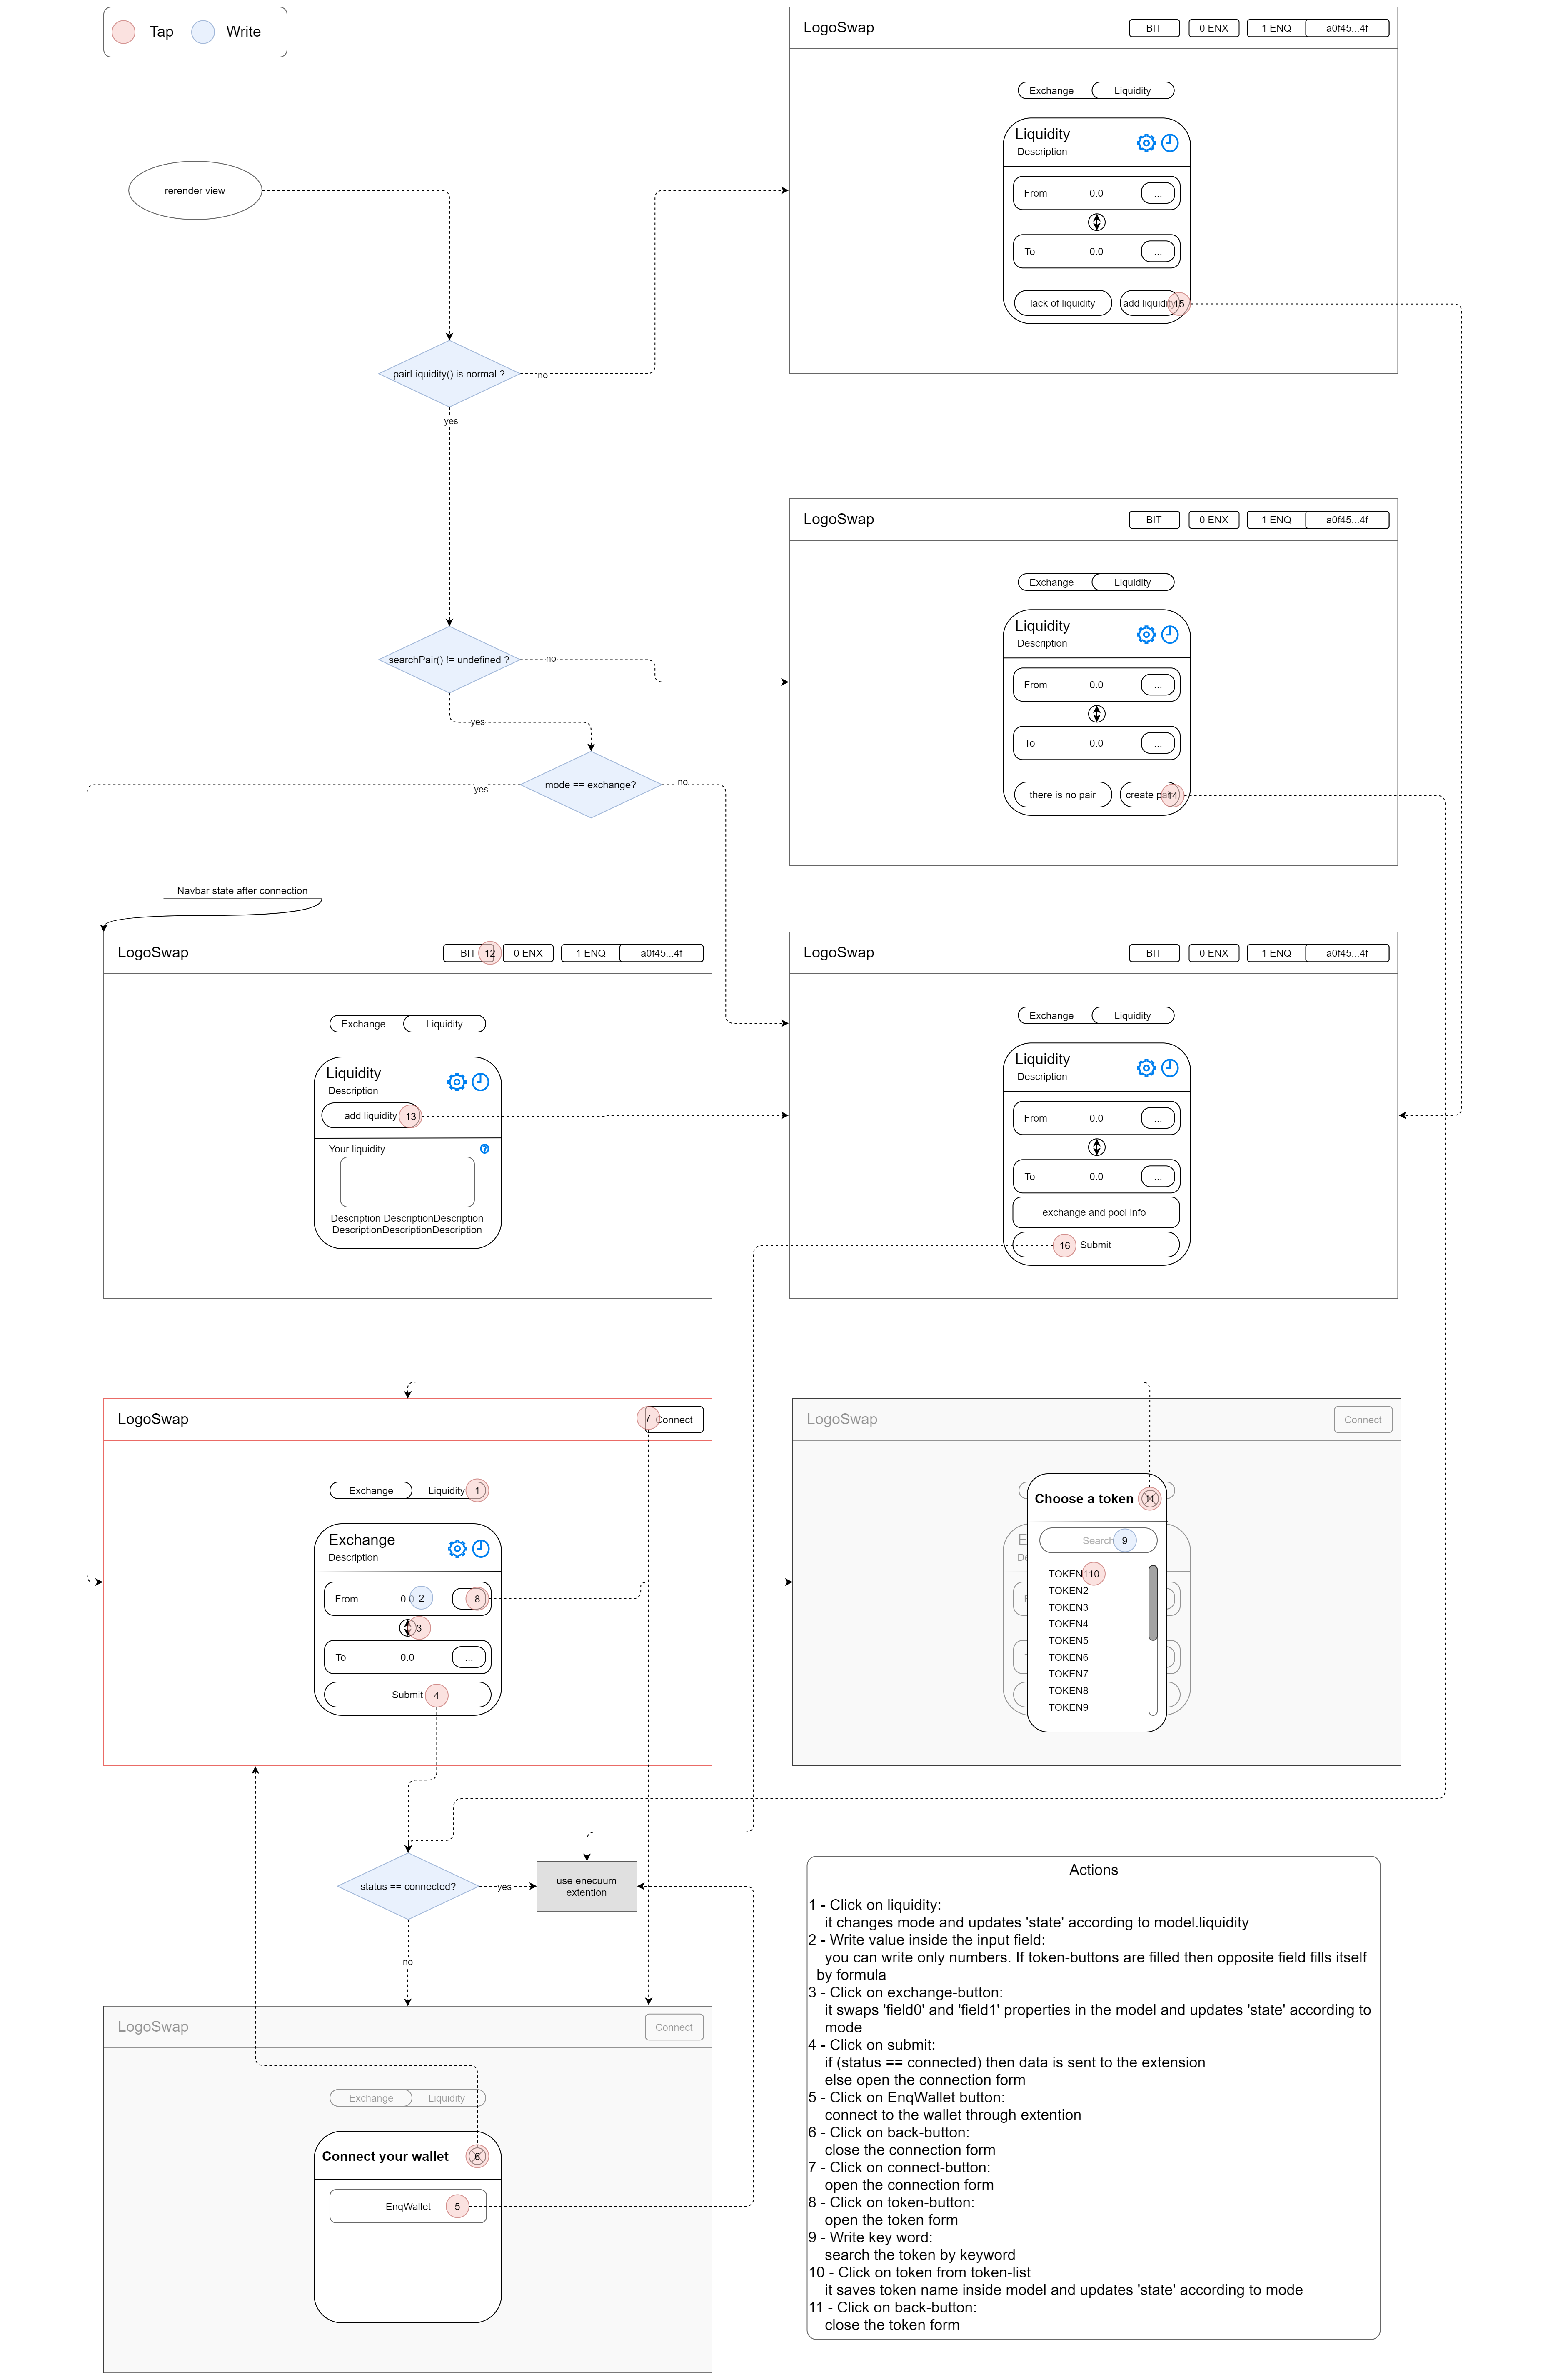 Tap
Write
LogoSwap
BIT
0 ENX
1 ENQ
a0f45...4f
Exchange
Liquidity
Liquidity
Description
From
0.0
...
To
0.0
...
lack of liquidity
add liquidity
15
rerender view
pairLiquidity() is normal ?
no
yes
LogoSwap
BIT
0 ENX
1 ENQ
a0f45...4f
Exchange
Liquidity
Liquidity
Description
From
0.0
...
To
0.0
...
there is no pair
create pair
14
searchPair() != undefined ?
no
yes
mode == exchange?
no
yes
Navbar state after connection
LogoSwap
BIT
12
0 ENX
1 ENQ
a0f45...4f
Exchange
Liquidity
Liquidity
Description
add liquidity
13
Your liquidity
?
Description DescriptionDescription
DescriptionDescriptionDescription
LogoSwap
BIT
0 ENX
1 ENQ
a0f45...4f
Exchange
Liquidity
Liquidity
Description
From
0.0
...
To
0.0
...
exchange and pool info
16
Submit
LogoSwap
7
Connect
Exchange
Liquidity
1
Exchange
Description
From
0.0
2
8
3
To
0.0
...
Submit
4
LogoSwap
Connect
Choose a token
11
Search
9
TOKEN1
10
TOKEN2
TOKEN3
TOKEN4
TOKEN5
TOKEN6
TOKEN7
TOKEN8
TOKEN9
status == connected?
yes
no
use enecuum
extention
LogoSwap
Connect
Exchange
Liquidity
Connect your wallet
6
EnqWallet
5
Actions
1 - Click on liquidity:
it changes mode and updates 'state' according to model.liquidity
2 - Write value inside the input field:
you can write only numbers. If token-buttons are filled then opposite field fills itself
by formula
3 - Click on exchange-button:
it swaps 'field0' and 'field1' properties in the model and updates 'state' according to
mode
4 - Click on submit:
if (status == connected) then data is sent to the extension
else open the connection form
5 - Click on EnqWallet button:
connect to the wallet through extention
6 - Click on back-button:
close the connection form
7 - Click on connect-button:
open the connection form
8 - Click on token-button:
open the token form
9 - Write key word:
search the token by keyword
10 - Click on token from token-list
it saves token name inside model and updates 'state' according to mode
11 - Click on back-button:
close the token form